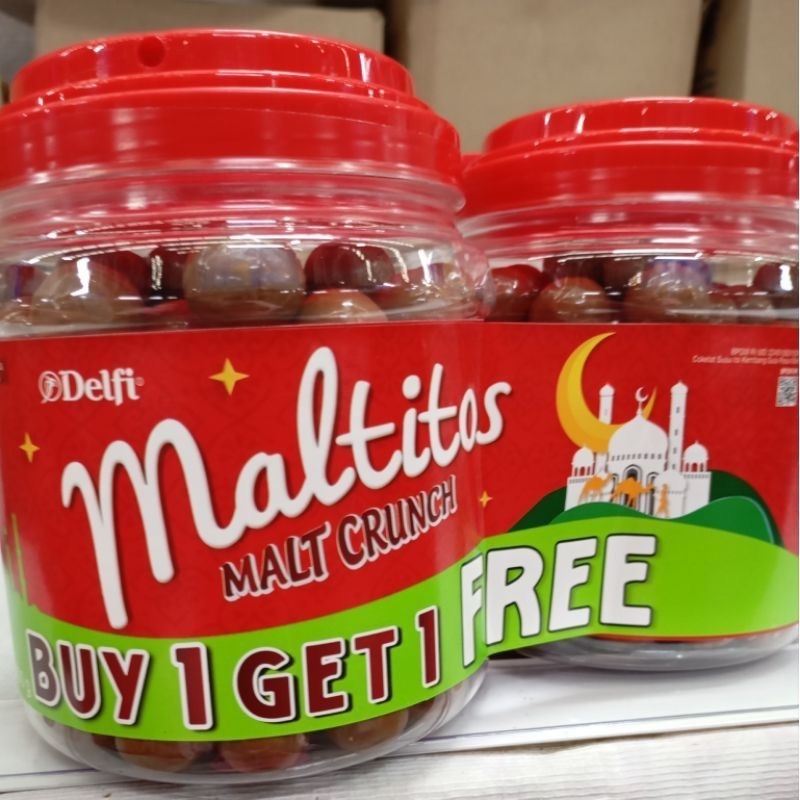 Delfi
Maltitos
MALT CRUNCH
BUY 1 GET 1 FREE